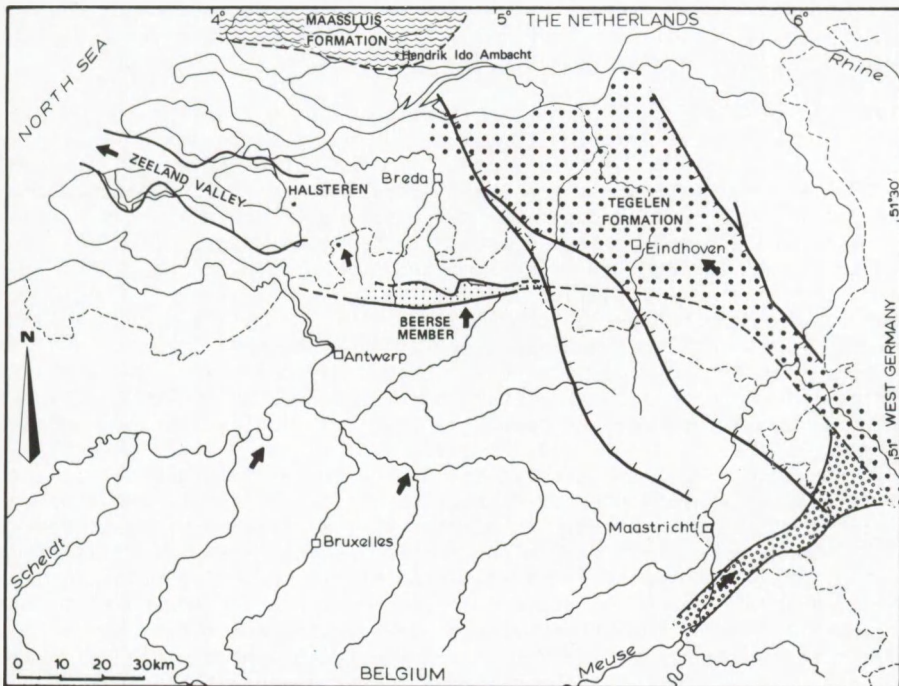 4°
5°
THE NETHERLANDS
6°
MAASSLUIS
FORMATION
Hendrik Ido Ambacht
Rhine
NORTH SEA
ZEELAND VALLEY
HALSTEREN
Breda
TEGELEN
FORMATION
Eindhoven
51°30'
BEERSE
MEMBER
N
Antwerp
WEST GERMANY
51°
Maastricht
Bruxelles
Scheldt
0 10 20 30km
BELGIUM
Meuse